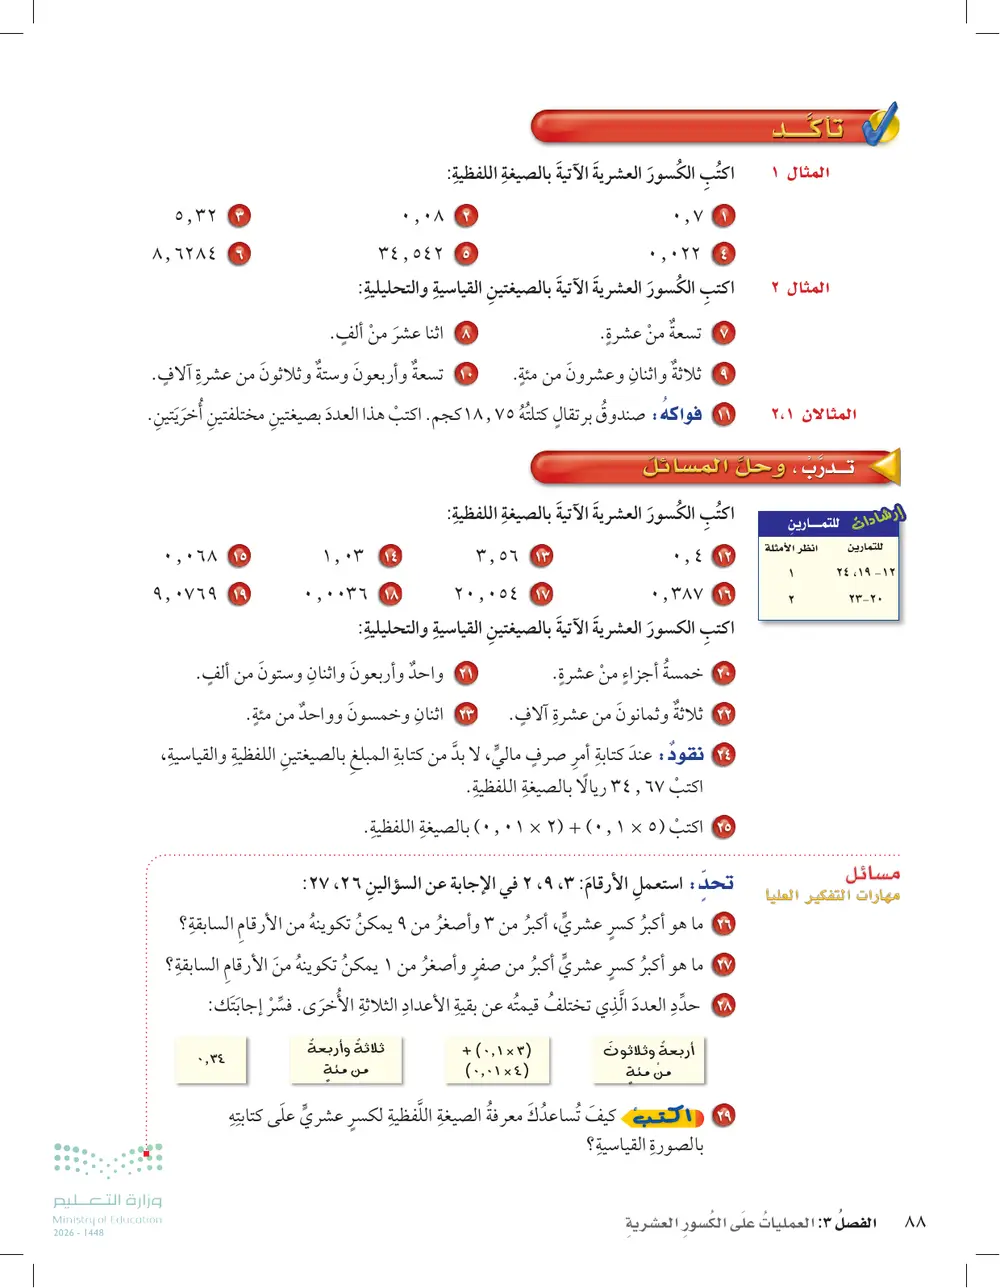 تأكَّــد
المثال ١ اكتُبِ الكُسورَ العشريةَ الآتيةَ بالصيغةِ اللفظيةِ:
١ ٠,٧ ٢ ٠,٠٨ ٣ ٥,٣٢
٤ ٠,٠٢٢ ٥ ٣٤,٥٤٢ ٦ ٨,٦٢٨٤
المثال ٢ اكتبِ الكُسورَ العشريةَ الآتيةَ بالصيغتينِ القياسيةِ والتحليليةِ:
٧ تسعةٌ منْ عشرةٍ. ٨ اثنا عشرَ منْ ألفٍ.
٩ ثلاثةٌ واثنانِ وعشرونَ من مئةٍ. ١٠ تسعةٌ وأربعونَ وستةٌ وثلاثونَ من عشرةِ آلافٍ.
المثالان ٢،١ ١١ فواكهُ: صندوقُ برتقالٍ كتلتُهُ ١٨,٧٥ كجم. اكتبْ هذا العددَ بصيغتينِ مختلفتينِ أُخرَيَتينِ.
تـدرَّبْ، وحلَّ المسائلَ
اكتُبِ الكُسورَ العشريةَ الآتيةَ بالصيغةِ اللفظيةِ:
١٢ ٠,٤ ١٣ ٣,٥٦ ١٤ ١,٠٣ ١٥ ٠,٠٦٨
١٦ ٠,٣٨٧ ١٧ ٢٠,٠٥٤ ١٨ ٠,٠٠٣٦ ١٩ ٩,٠٧٦٩
إرشادات للتمــارينِ
للتمارين انظر الأمثلة
١٢–١٩، ٢٤ ١
٢٠–٢٣ ٢
اكتبِ الكسورَ العشريةَ الآتيةَ بالصيغتينِ القياسيةِ والتحليليةِ:
٢٠ خمسةُ أجزاءٍ منْ عشرةٍ. ٢١ واحدٌ وأربعونَ واثنانِ وستونَ من ألفٍ.
٢٢ ثلاثةٌ وثمانونَ من عشرةِ آلافٍ. ٢٣ اثنانِ وخمسونَ وواحدٌ من مئةٍ.
٢٤ نقودٌ: عندَ كتابةِ أمرِ صرفٍ ماليٍّ، لا بدَّ من كتابةِ المبلغِ بالصيغتينِ اللفظيةِ والقياسيةِ،
اكتبْ ٣٤,٦٧ ريالًا بالصيغةِ اللفظيةِ.
٢٥ اكتبْ (٥ × ٠,١) + (٢ × ٠,٠١) بالصيغةِ اللفظيةِ.
مسائل
مهارات التفكير العليا
تحدٍّ: استعملِ الأرقامَ: ٣، ٩، ٢ في الإجابة عن السؤالينِ ٢٦، ٢٧:
٢٦ ما هو أكبرُ كسرٍ عشريٍّ، أكبرُ من ٣ وأصغرُ من ٩ يمكنُ تكوينهُ من الأرقامِ السابقةِ؟
٢٧ ما هو أكبرُ كسرٍ عشريٍّ أكبرُ من صفرٍ وأصغرُ من ١ يمكنُ تكوينهُ منَ الأرقامِ السابقةِ؟
٢٨ حدِّدِ العددَ الَّذِي تختلفُ قيمتُه عن بقيةِ الأعدادِ الثلاثةِ الأُخرَى. فسِّرْ إجابَتَك:
أربعةٌ وثلاثونَ
من مئةٍ
(٣×٠,١) +
(٤×٠,٠١)
ثلاثةٌ وأربعةٌ
من مئةٍ
٠,٣٤
٢٩ اكتب كيفَ تُساعدُكَ معرفةُ الصيغةِ اللَّفظيةِ لكسرٍ عشريٍّ علَى كتابتِهِ
بالصورةِ القياسيةِ؟
وزارة التعـليم
Ministry of Education
2026 - 1448
٨٨ الفصلُ ٣: العملياتُ علَى الكُسورِ العشريةِ